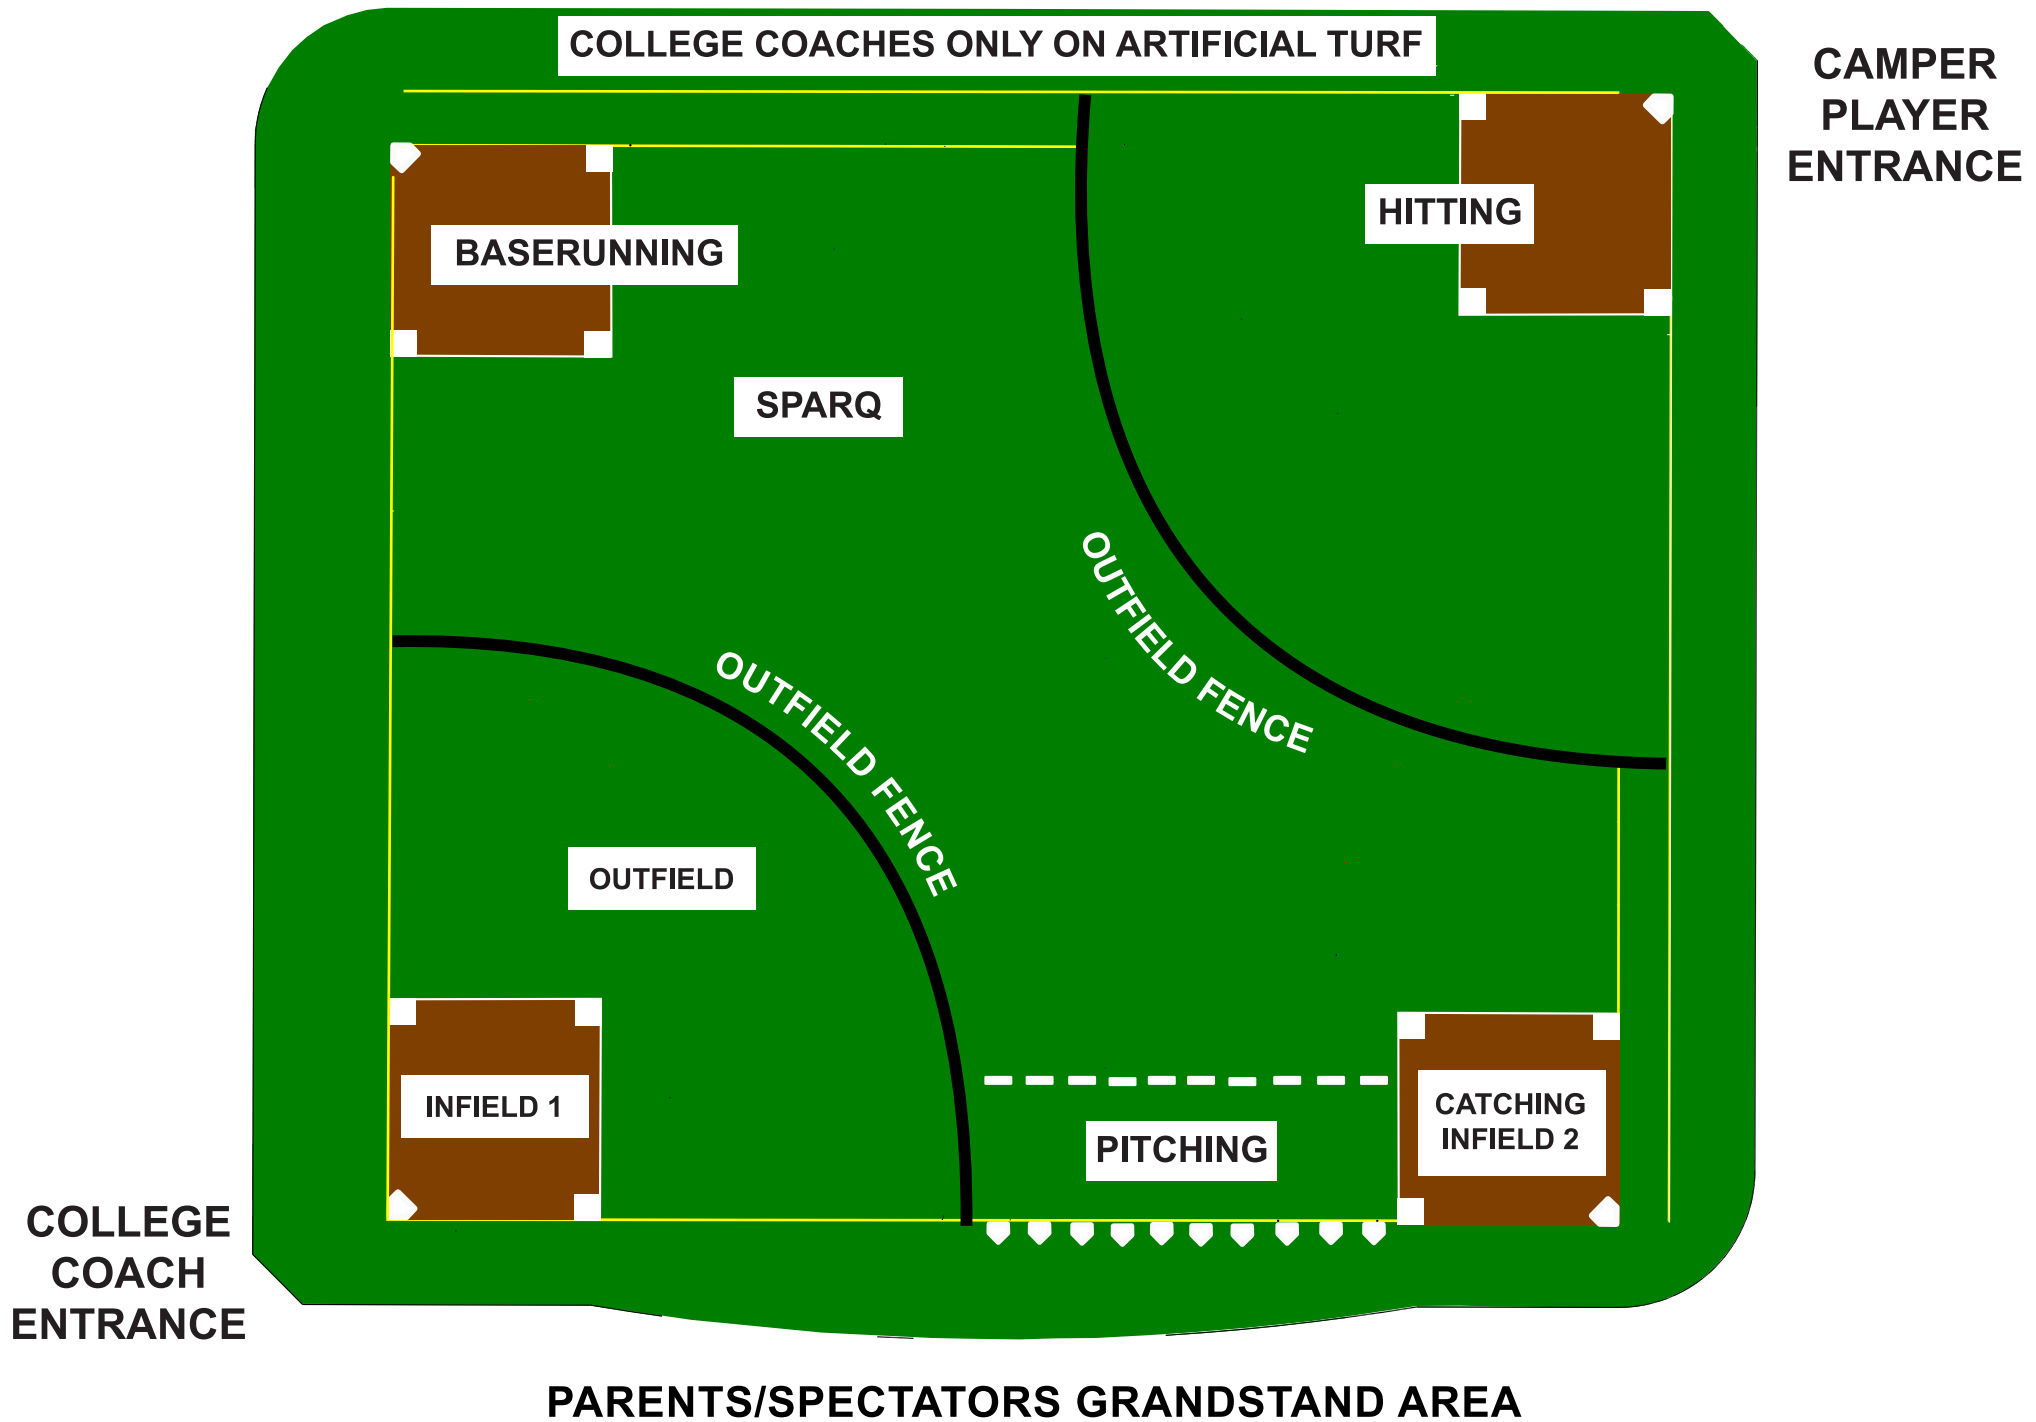 COLLEGE COACHES ONLY ON ARTIFICIAL TURF
CAMPER
PLAYER
ENTRANCE
HITTING
BASERUNNING
SPARQ
OUTFIELD FENCE
OUTFIELD FENCE
OUTFIELD
INFIELD 1
PITCHING
CATCHING
INFIELD 2
COLLEGE
COACH
ENTRANCE
PARENTS/SPECTATORS GRANDSTAND AREA